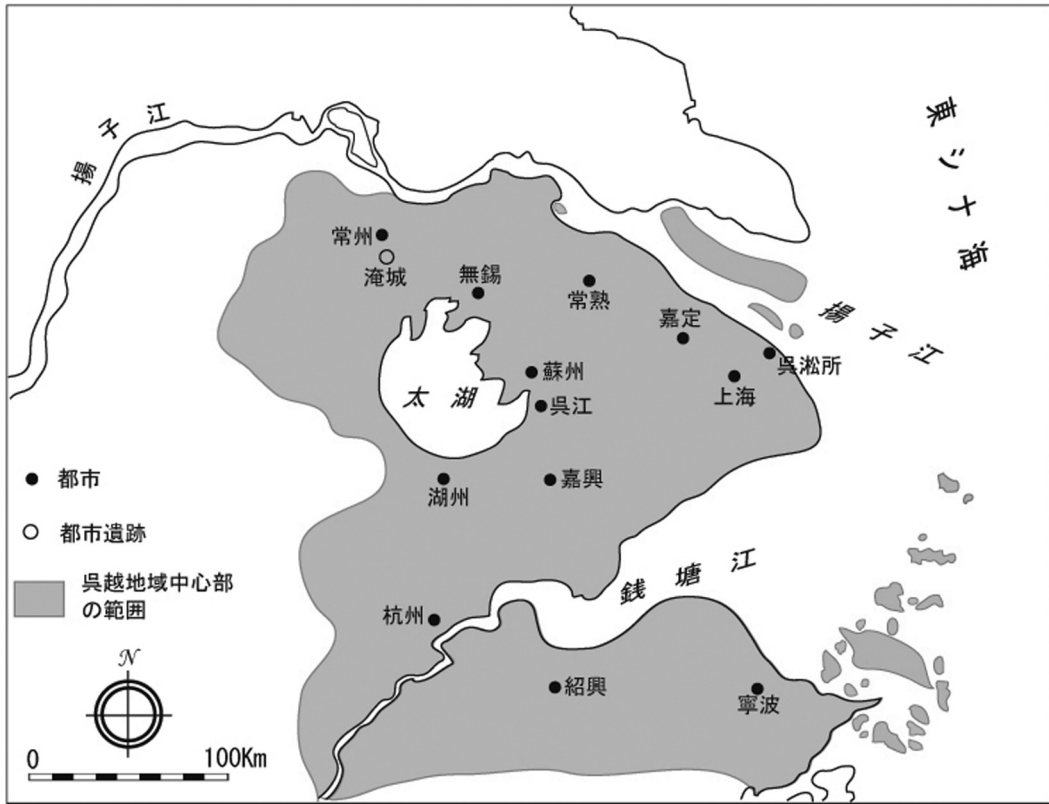 揚子江
東シナ海
常州
淹城
無錫
常熟
嘉定
揚子江
呉淞所
蘇州
上海
太湖
呉江
都市
湖州
嘉興
都市遺跡
呉越地域中心部
の範囲
銭塘江
杭州
N
紹興
寧波
0 100Km